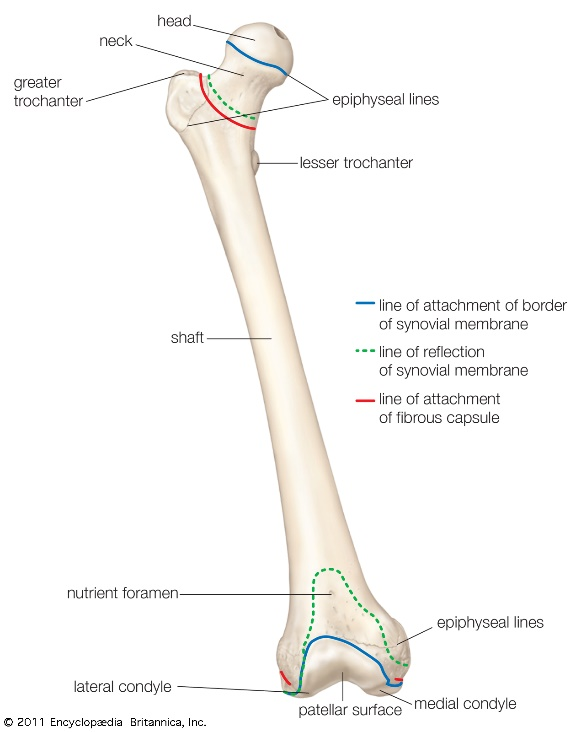 head
neck
greater
trochanter
epiphyseal lines
lesser trochanter
line of attachment of border
of synovial membrane
shaft
line of reflection
of synovial membrane
line of attachment
of fibrous capsule
nutrient foramen
epiphyseal lines
lateral condyle
medial condyle
patellar surface
© 2011 Encyclopædia Britannica, Inc.